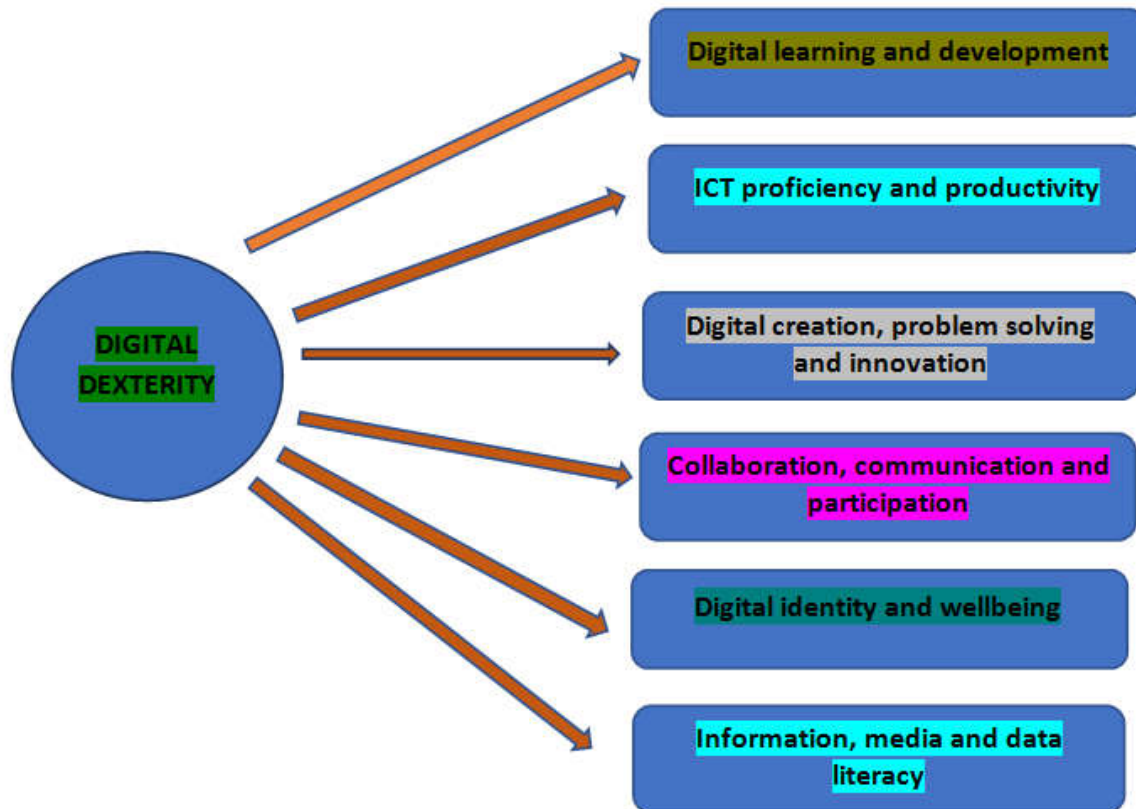 Digital learning and development
ICT proficiency and productivity
DIGITAL
DEXTERITY
Digital creation, problem solving
and innovation
Collaboration, communication and
participation
Digital identity and wellbeing
Information, media and data
literacy